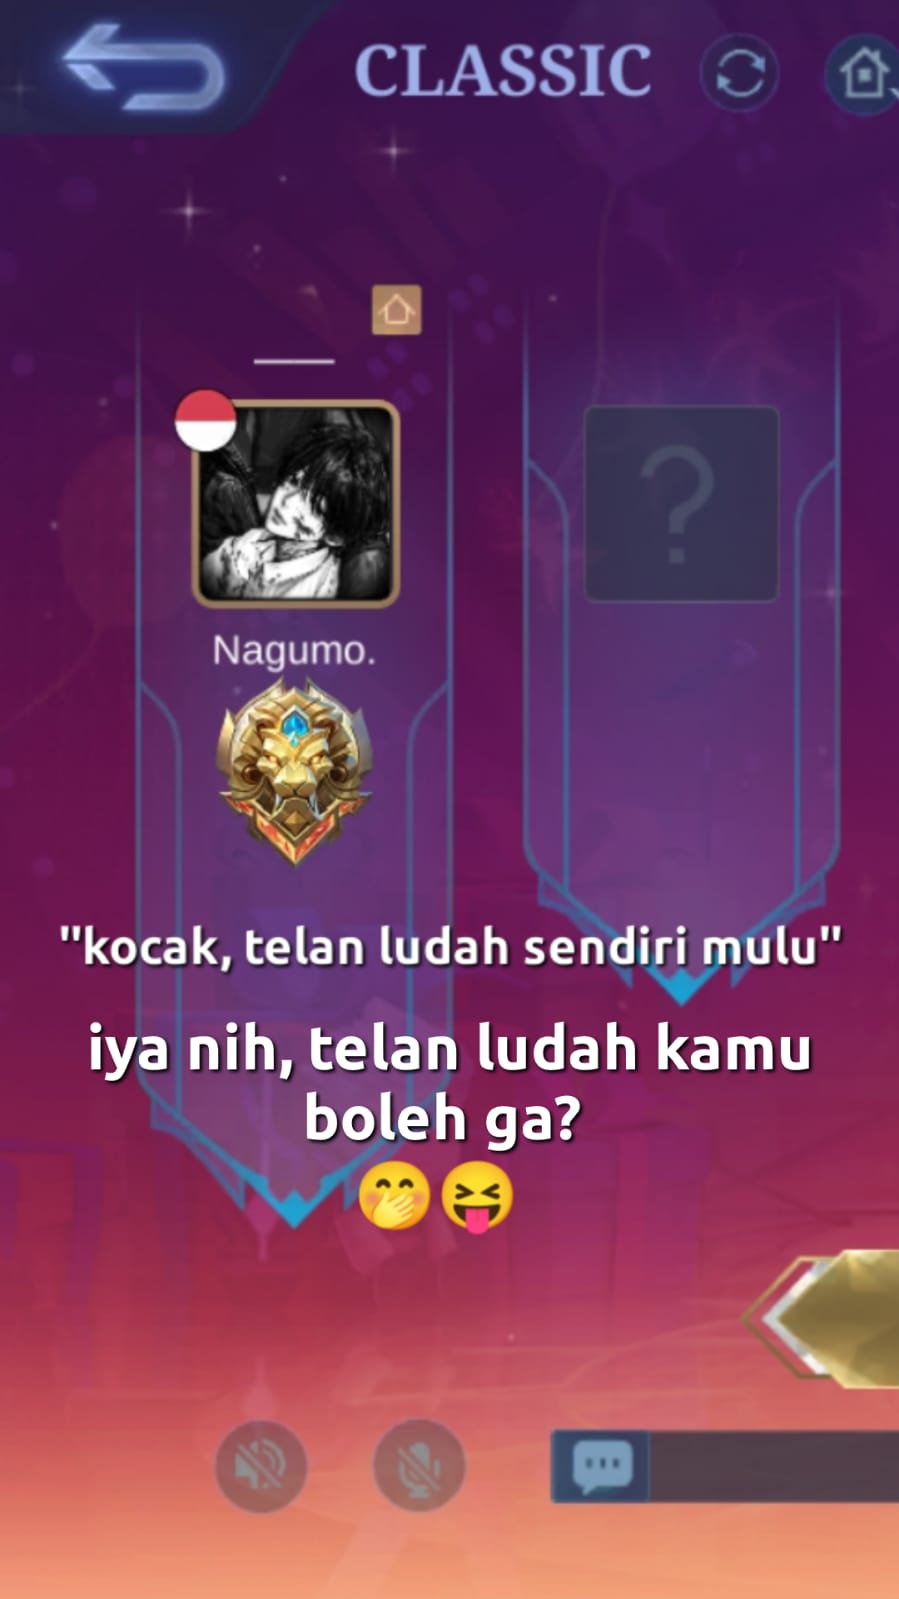 CLASSIC
?
Nagumo.
"kocak, telan ludah sendiri mulu"
iya nih, telan ludah kamu
boleh ga?
🤭😝